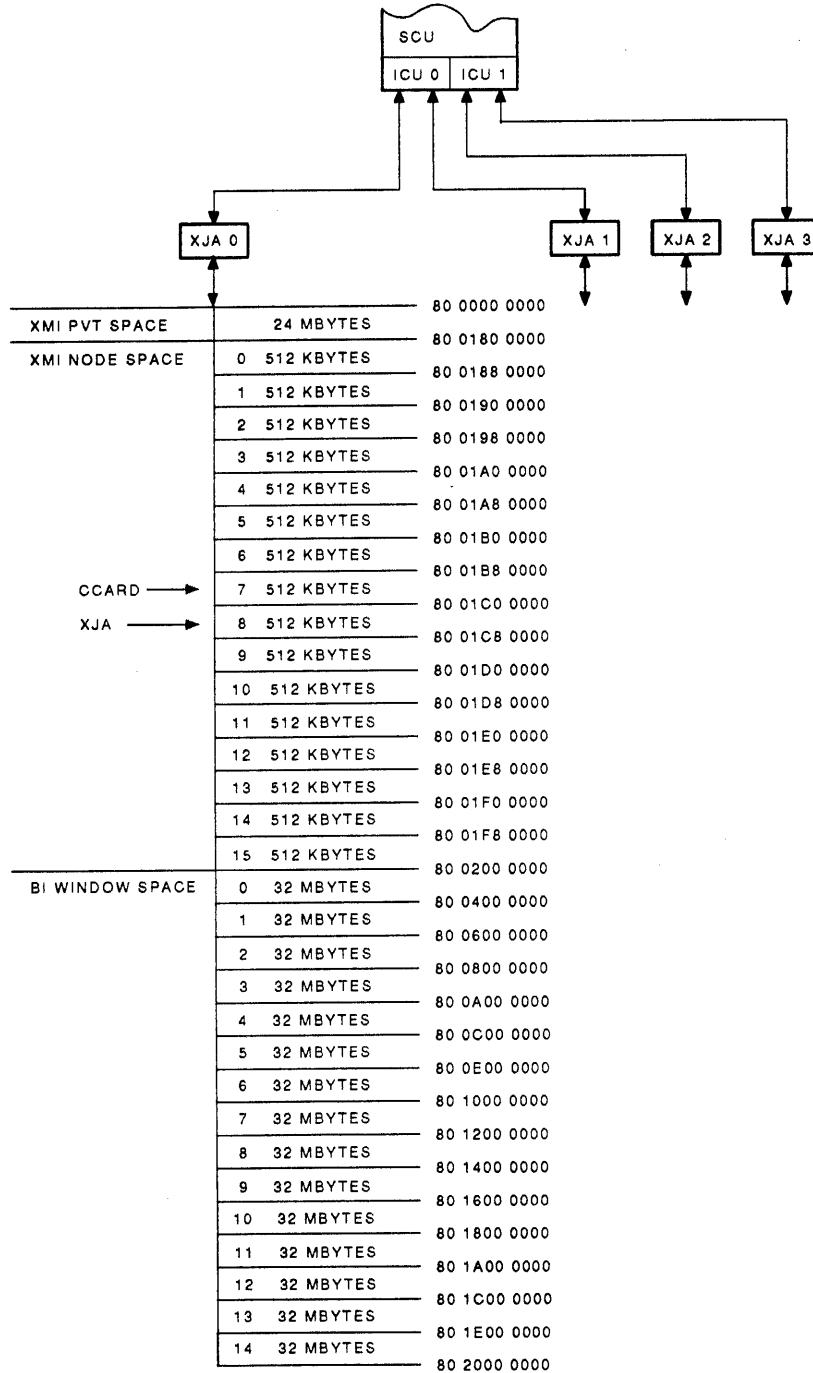 SCU
ICU 0 ICU 1
XJA 0 XJA 1 XJA 2 XJA 3
80 0000 0000
XMI PVT SPACE 24 MBYTES
80 0180 0000
XMI NODE SPACE 0 512 KBYTES
80 0188 0000
1 512 KBYTES
80 0190 0000
2 512 KBYTES
80 0198 0000
3 512 KBYTES
80 01A0 0000
4 512 KBYTES
80 01A8 0000
5 512 KBYTES
80 01B0 0000
6 512 KBYTES
80 01B8 0000
CCARD 7 512 KBYTES
80 01C0 0000
XJA 8 512 KBYTES
80 01C8 0000
9 512 KBYTES
80 01D0 0000
10 512 KBYTES
80 01D8 0000
11 512 KBYTES
80 01E0 0000
12 512 KBYTES
80 01E8 0000
13 512 KBYTES
80 01F0 0000
14 512 KBYTES
80 01F8 0000
15 512 KBYTES
80 0200 0000
BI WINDOW SPACE 0 32 MBYTES
80 0400 0000
1 32 MBYTES
80 0600 0000
2 32 MBYTES
80 0800 0000
3 32 MBYTES
80 0A00 0000
4 32 MBYTES
80 0C00 0000
5 32 MBYTES
80 0E00 0000
6 32 MBYTES
80 1000 0000
7 32 MBYTES
80 1200 0000
8 32 MBYTES
80 1400 0000
9 32 MBYTES
80 1600 0000
10 32 MBYTES
80 1800 0000
11 32 MBYTES
80 1A00 0000
12 32 MBYTES
80 1C00 0000
13 32 MBYTES
80 1E00 0000
14 32 MBYTES
80 2000 0000